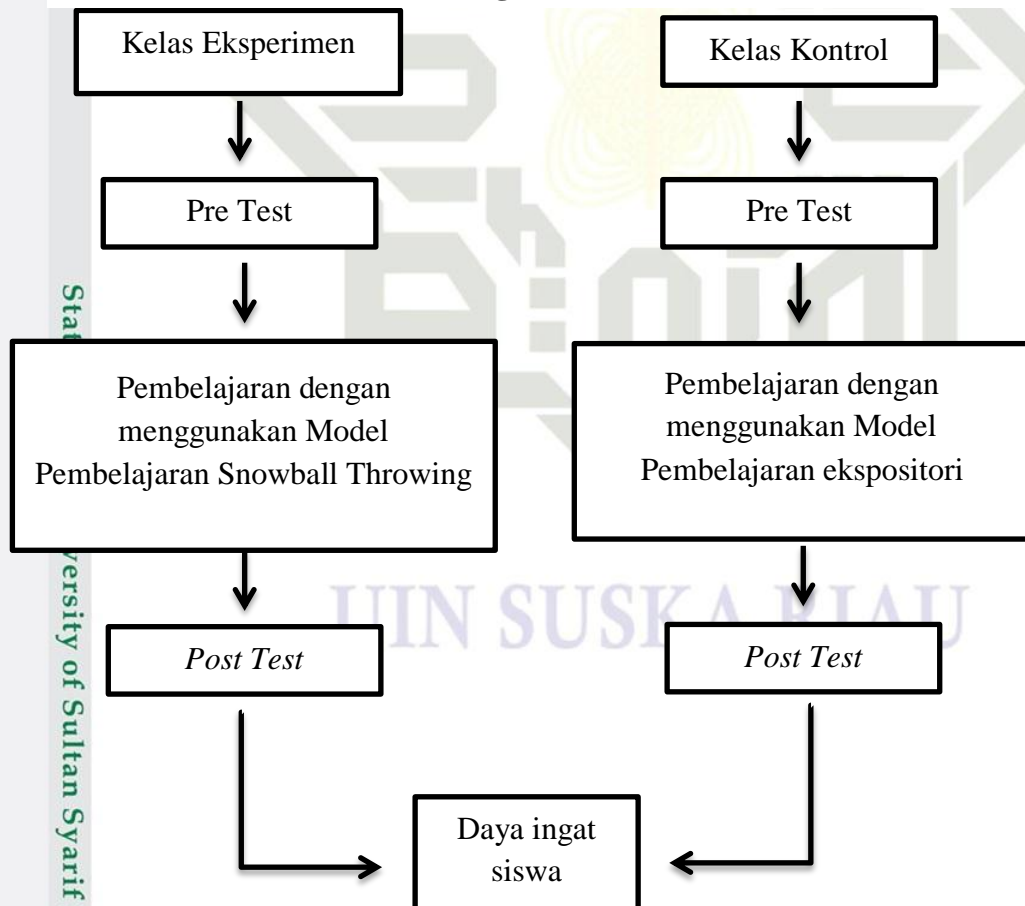 Kelas Eksperimen
Kelas Kontrol
Pre Test
Pre Test
Pembelajaran dengan
menggunakan Model
Pembelajaran Snowball Throwing
Pembelajaran dengan
menggunakan Model
Pembelajaran ekspositori
Post Test
Post Test
Daya ingat
siswa
UIN SUSKA RIAU
versity of Sultan Syarif